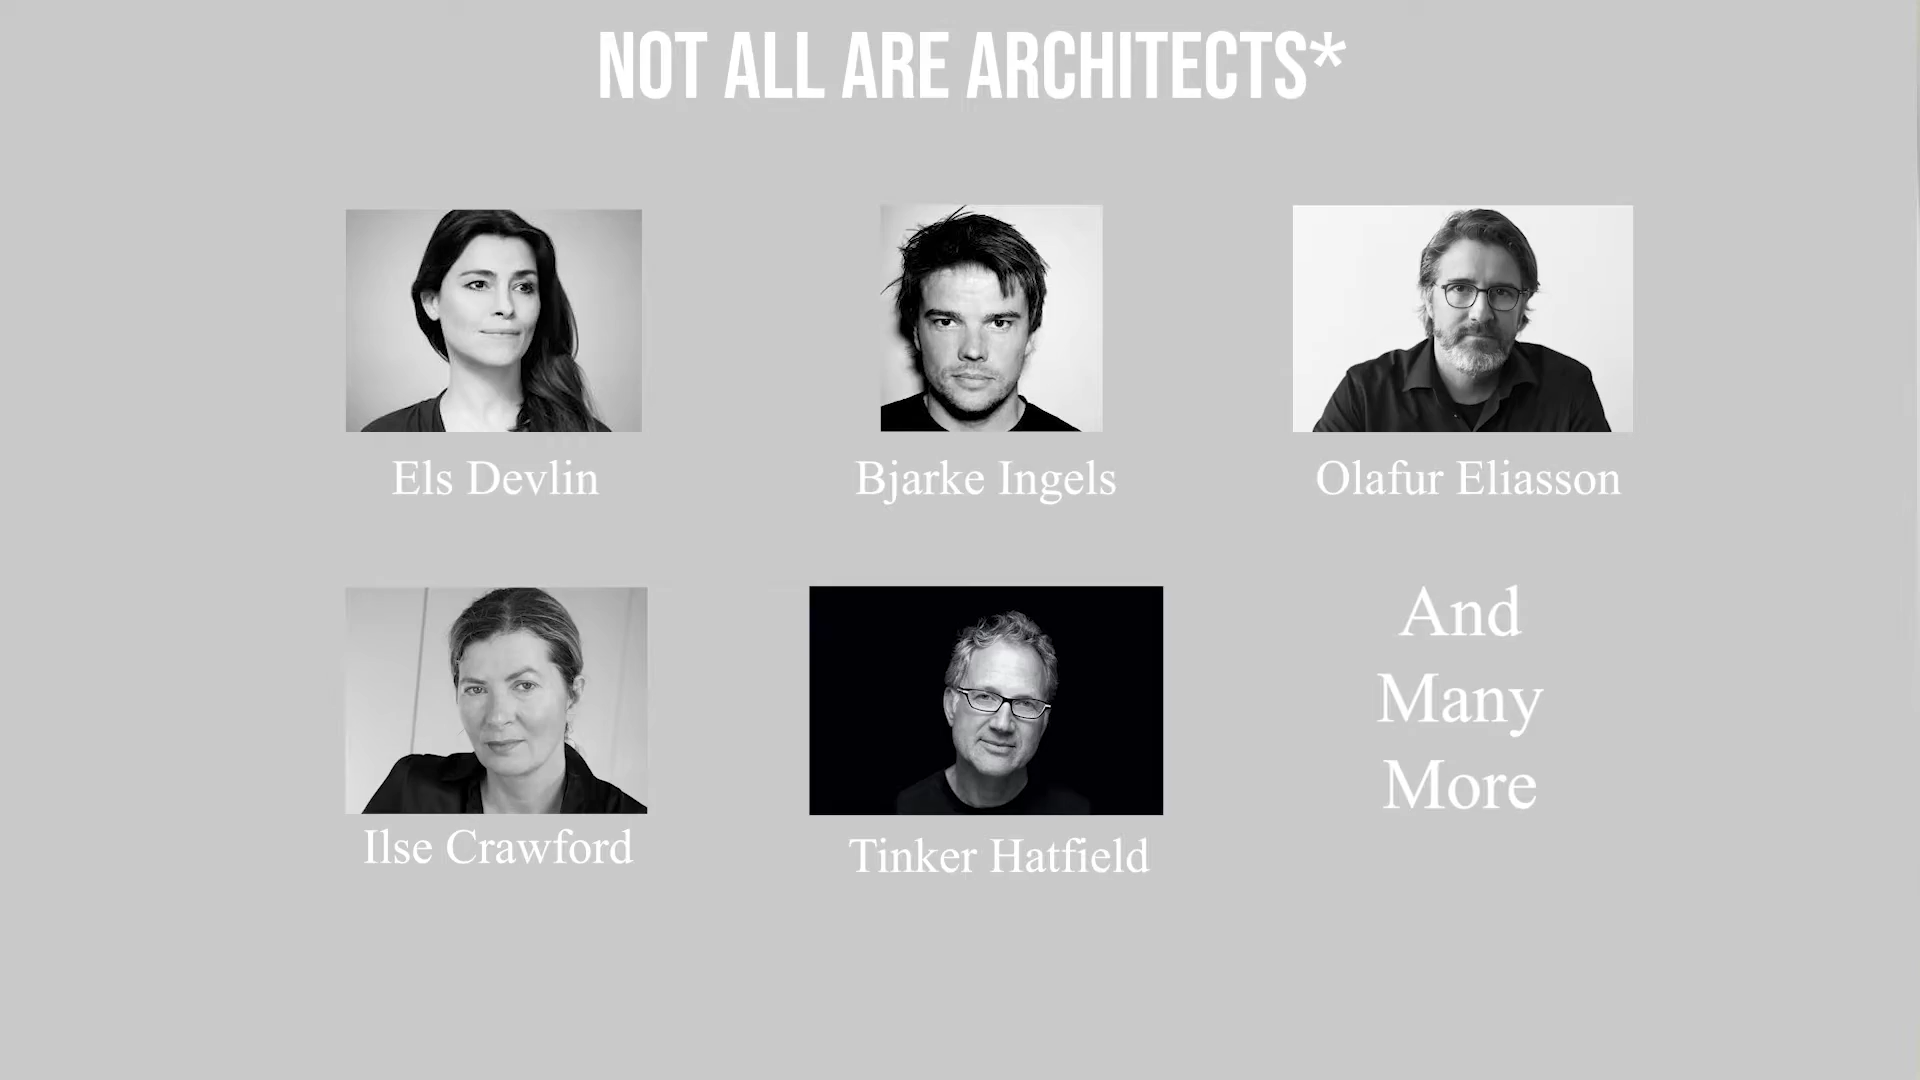 NOT ALL ARE ARCHITECTS*
Els Devlin
Bjarke Ingels
Olafur Eliasson
Ilse Crawford
Tinker Hatfield
And
Many
More